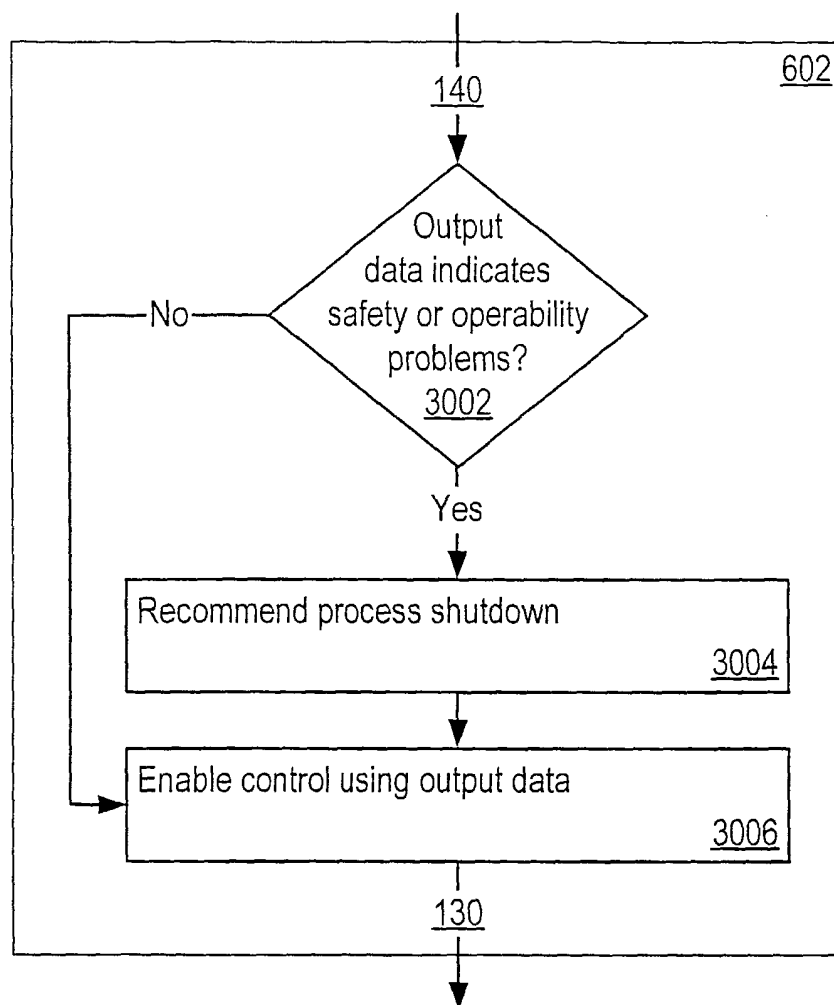 602
140
Output
data indicates
safety or operability
problems?
3002
No
Yes
Recommend process shutdown
3004
Enable control using output data
3006
130